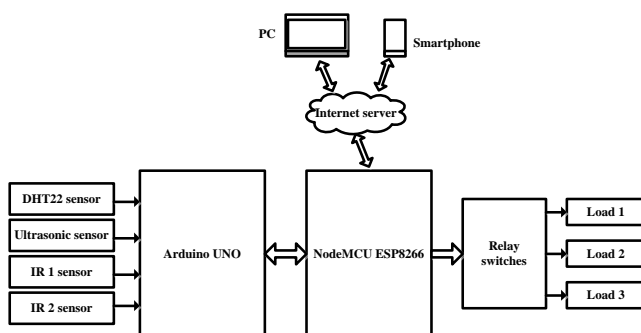 PC
Smartphone
Internet server
DHT22 sensor
Ultrasonic sensor
IR 1 sensor
IR 2 sensor
Arduino UNO
NodeMCU ESP8266
Relay
switches
Load 1
Load 2
Load 3